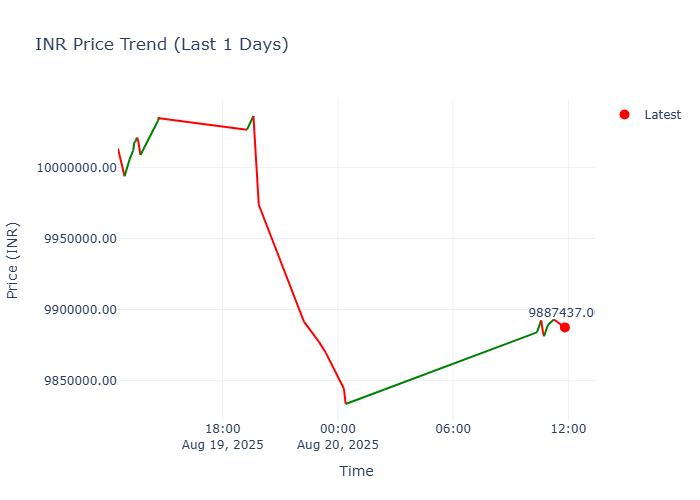 INR Price Trend (Last 1 Days)
Latest
10000000.00
9950000.00
9900000.00
9850000.00
Price (INR)
9887437.00
18:00
Aug 19, 2025
00:00
Aug 20, 2025
06:00
12:00
Time